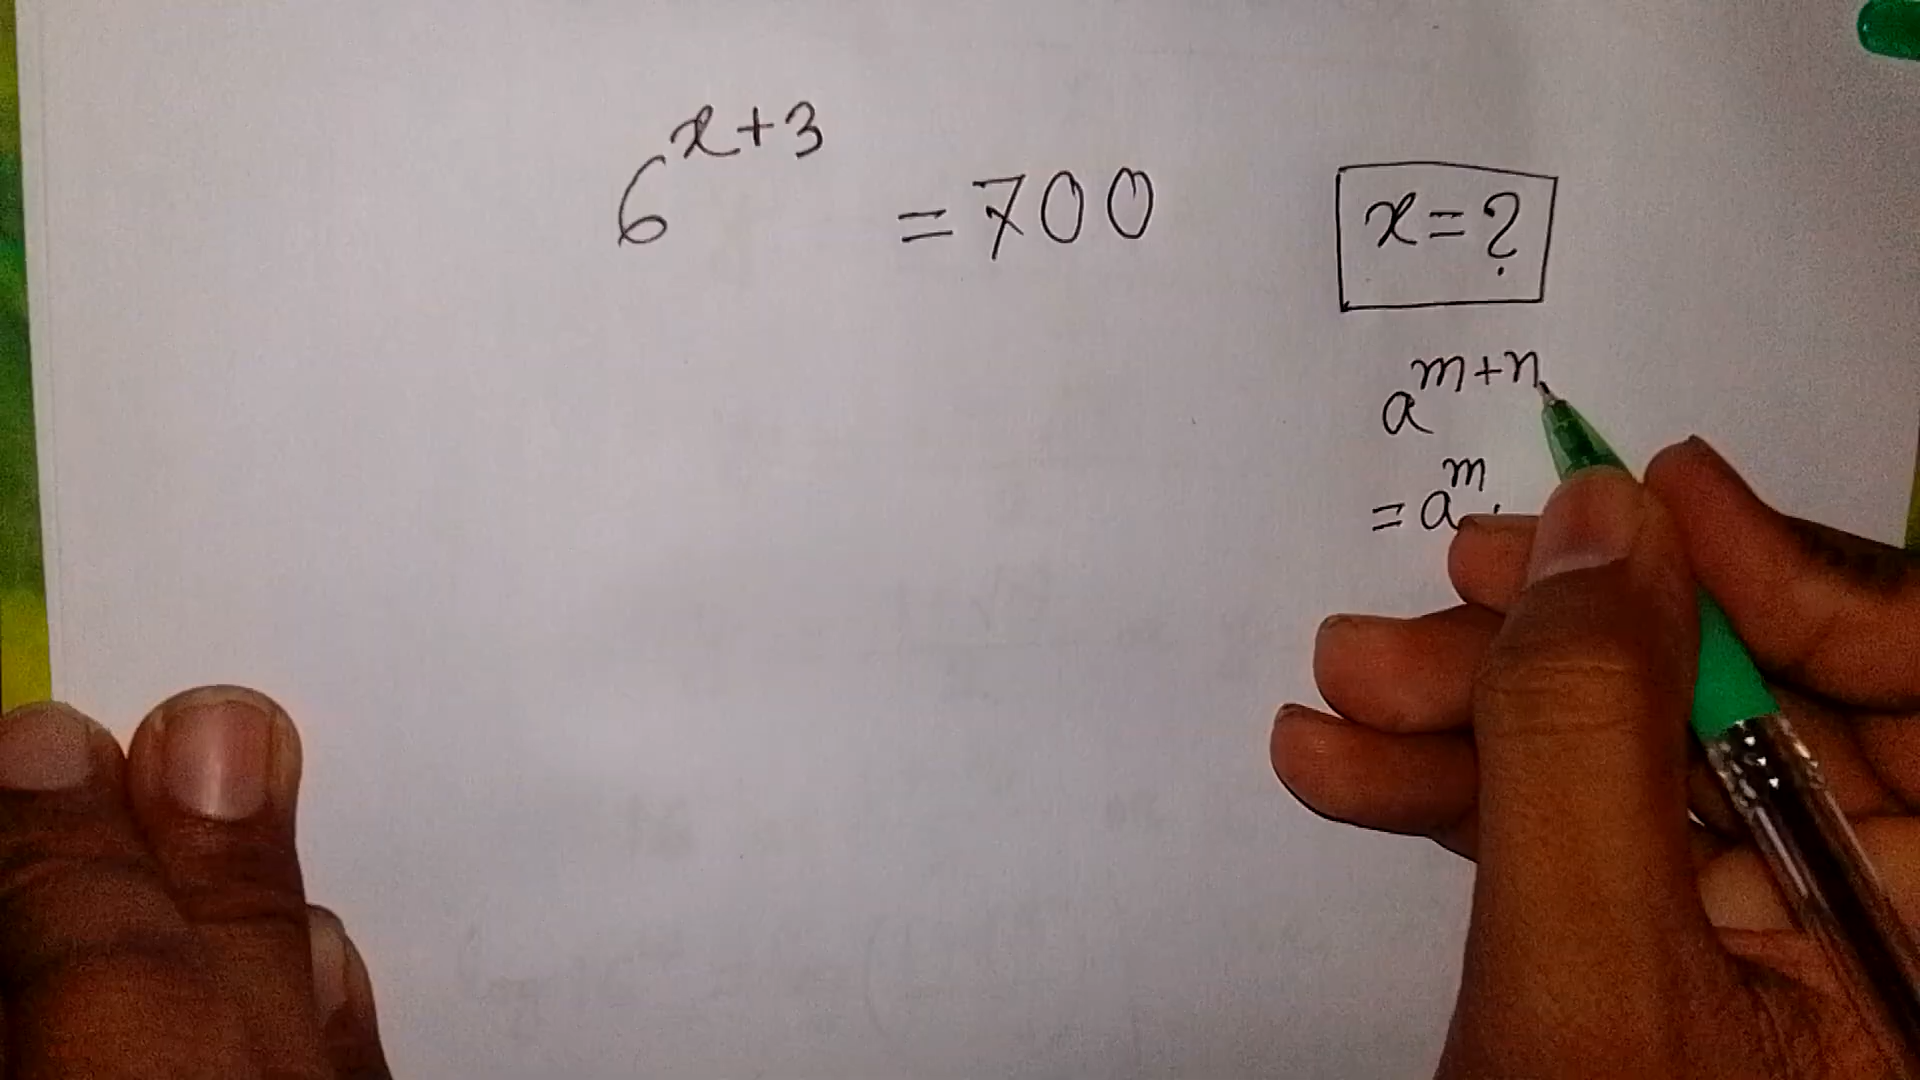 6^{x+3} = 700
x = ?
a^{m+n}
= a^m ·